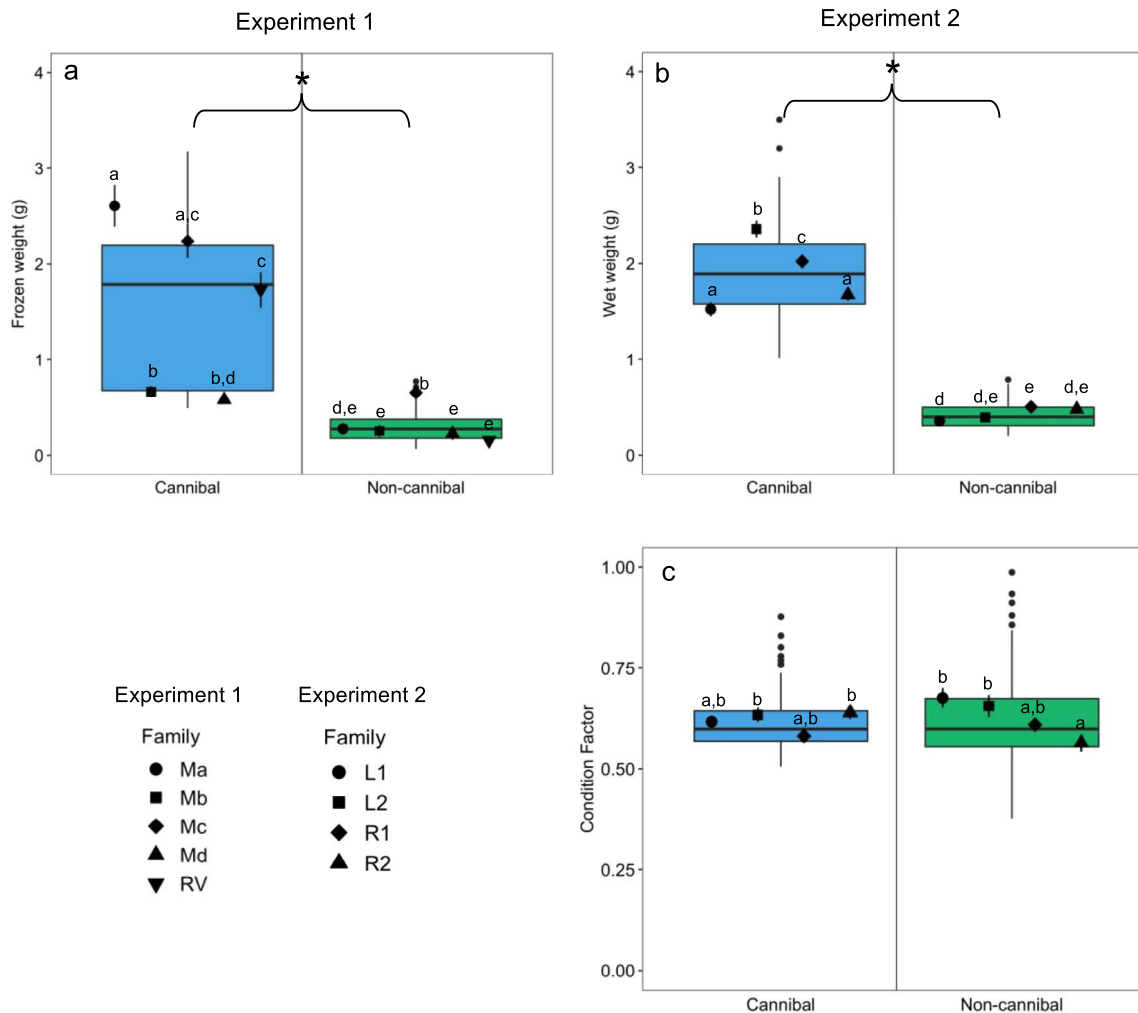 Experiment 1
Experiment 2
a
*
4
3
2
1
0
Frozen weight (g)
a
a,c
c
b
b,d
d,e
e
b
e
e
Cannibal
Non-cannibal
b
*
4
3
2
1
0
Wet weight (g)
b
c
a
a
d
d,e
e
d,e
Cannibal
Non-cannibal
c
1.00
0.75
0.50
0.25
0.00
Condition Factor
a,b
b
a,b
b
b
b
a,b
a
Cannibal
Non-cannibal
Experiment 1
Family
Ma
Mb
Mc
Md
RV
Experiment 2
Family
L1
L2
R1
R2